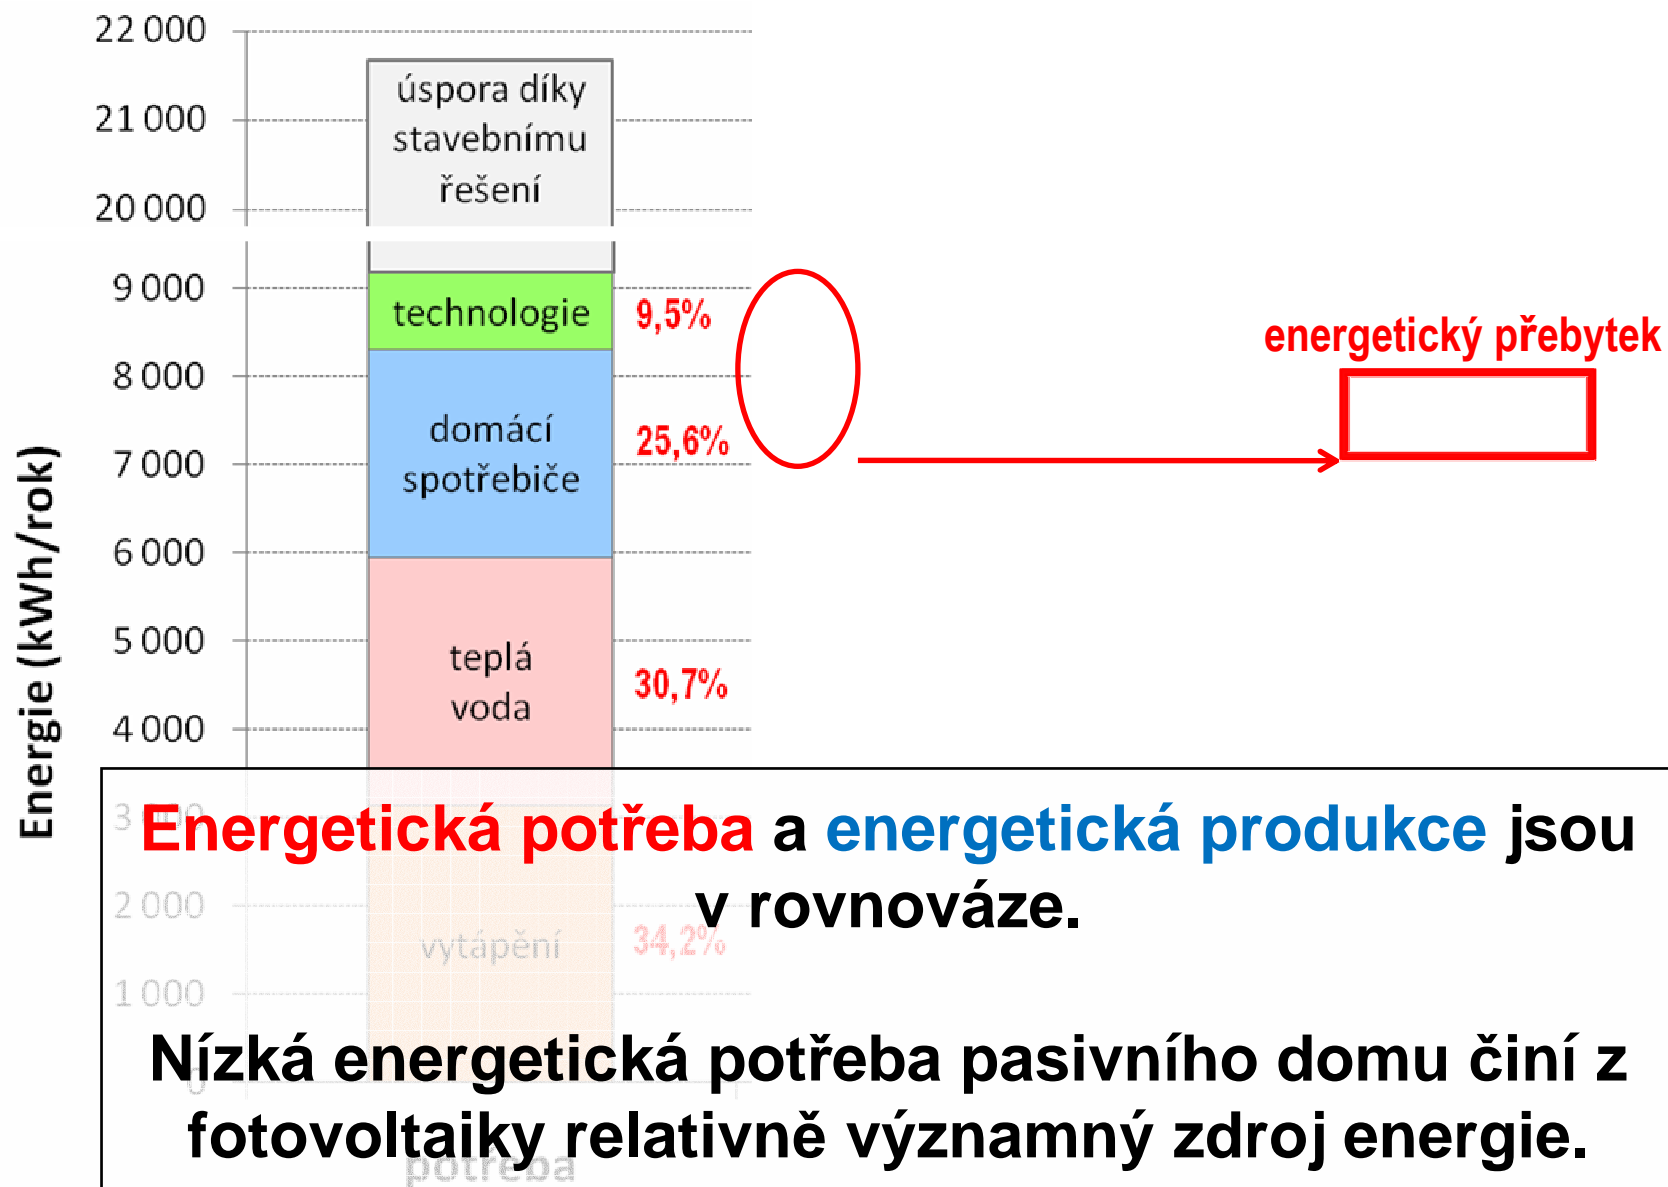 22 000
úspora díky
stavebnímu
řešení
21 000
20 000
9 000
technologie
9,5%
energetický přebytek
8 000
domácí
spotřebiče
25,6%
7 000
6 000
Energie (kWh/rok)
5 000
teplá
voda
30,7%
4 000
3 000
Energetická potřeba a energetická produkce jsou
v rovnováze.
2 000
vytápění
34,2%
1 000
0
Nízká energetická potřeba pasivního domu činí z
fotovoltaiky relativně významný zdroj energie.
potřeba